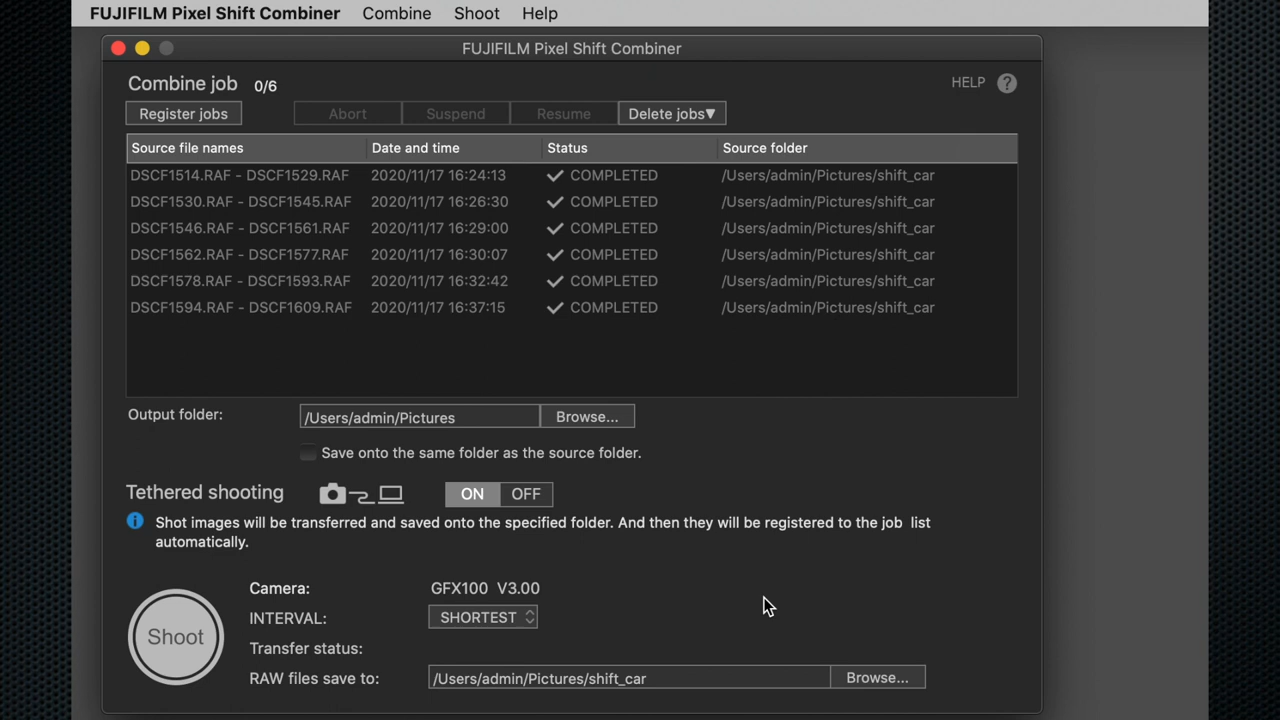 FUJIFILM Pixel Shift Combiner Combine Shoot Help
FUJIFILM Pixel Shift Combiner
Combine job 0/6 HELP ?
Register jobs Abort Suspend Resume Delete jobs▼
Source file names Date and time Status Source folder
DSCF1514.RAF - DSCF1529.RAF 2020/11/17 16:24:13 COMPLETED /Users/admin/Pictures/shift_car
DSCF1530.RAF - DSCF1545.RAF 2020/11/17 16:26:30 COMPLETED /Users/admin/Pictures/shift_car
DSCF1546.RAF - DSCF1561.RAF 2020/11/17 16:29:00 COMPLETED /Users/admin/Pictures/shift_car
DSCF1562.RAF - DSCF1577.RAF 2020/11/17 16:30:07 COMPLETED /Users/admin/Pictures/shift_car
DSCF1578.RAF - DSCF1593.RAF 2020/11/17 16:32:42 COMPLETED /Users/admin/Pictures/shift_car
DSCF1594.RAF - DSCF1609.RAF 2020/11/17 16:37:15 COMPLETED /Users/admin/Pictures/shift_car
Output folder: /Users/admin/Pictures Browse...
Save onto the same folder as the source folder.
Tethered shooting ON OFF
Shot images will be transferred and saved onto the specified folder. And then they will be registered to the job list
automatically.
Camera: GFX100 V3.00
INTERVAL: SHORTEST
Shoot
Transfer status:
RAW files save to: /Users/admin/Pictures/shift_car Browse...